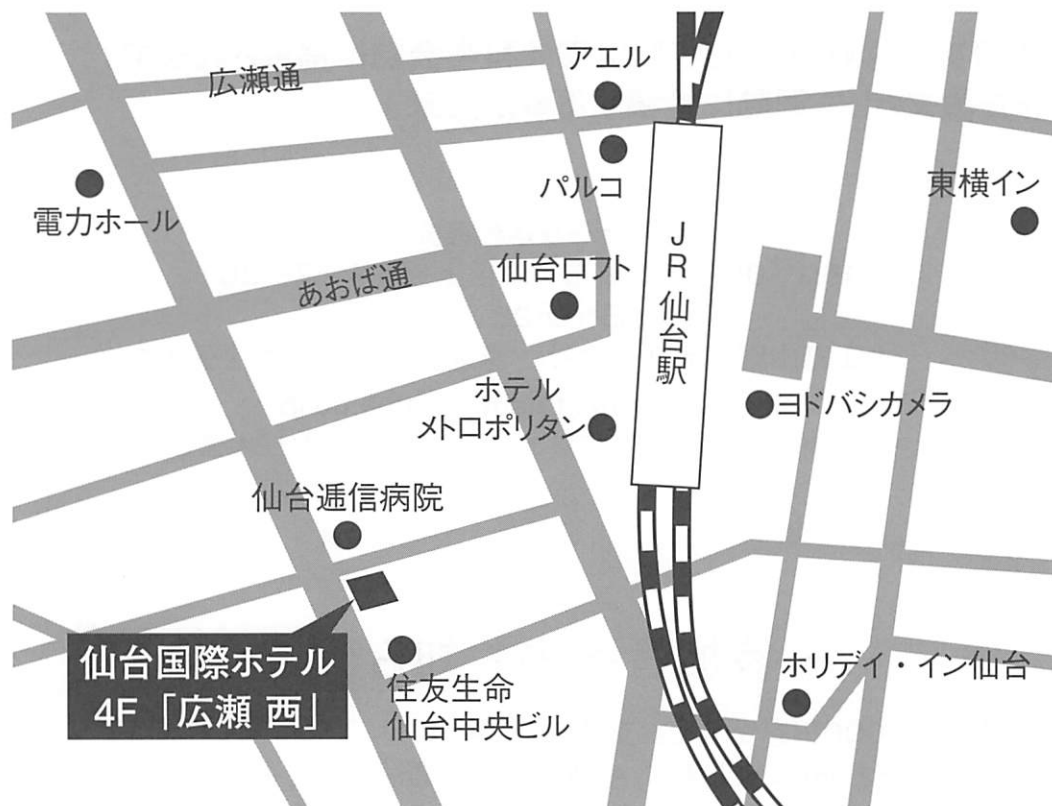 アエル
広瀬通
パルコ
電力ホール
東横イン
JR仙台駅
仙台ロフト
あおば通
ホテル
メトロポリタン
ヨドバシカメラ
仙台逓信病院
仙台国際ホテル
4F「広瀬 西」
住友生命
仙台中央ビル
ホリデイ・イン仙台